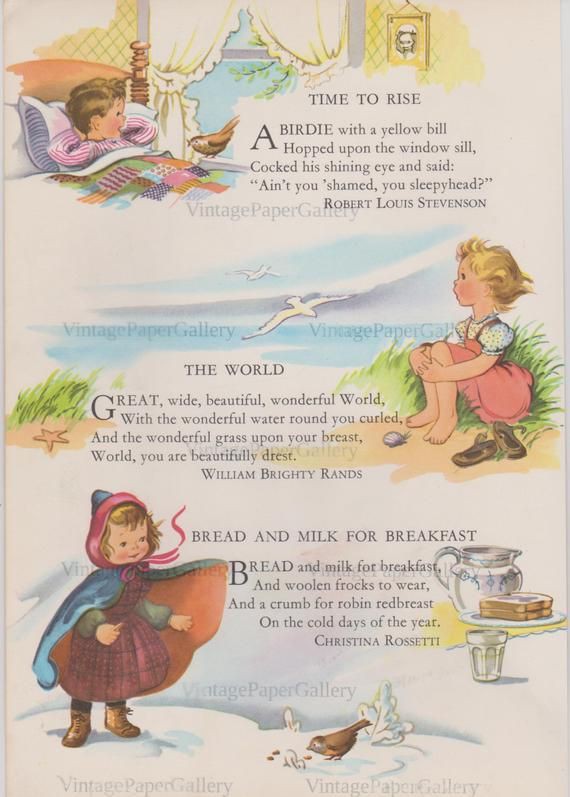 TIME TO RISE
A BIRDIE with a yellow bill
Hopped upon the window sill,
Cocked his shining eye and said:
“Ain’t you ’shamed, you sleepyhead?”
ROBERT LOUIS STEVENSON
VintagePaperGallery
VintagePaperGallery VintagePaperGallery
THE WORLD
GREAT, wide, beautiful, wonderful World,
With the wonderful water round you curled,
And the wonderful grass upon your breast,
VintagePaperGallery
World, you are beautifully drest.
WILLIAM BRIGHTY RANDS
BREAD AND MILK FOR BREAKFAST
BREAD and milk for breakfast,
VintagePaperGallery VintagePaperGallery
And woolen frocks to wear,
And a crumb for robin redbreast
On the cold days of the year.
CHRISTINA ROSSETTI
VintagePaperGallery
VintagePaperGallery VintagePaperGallery